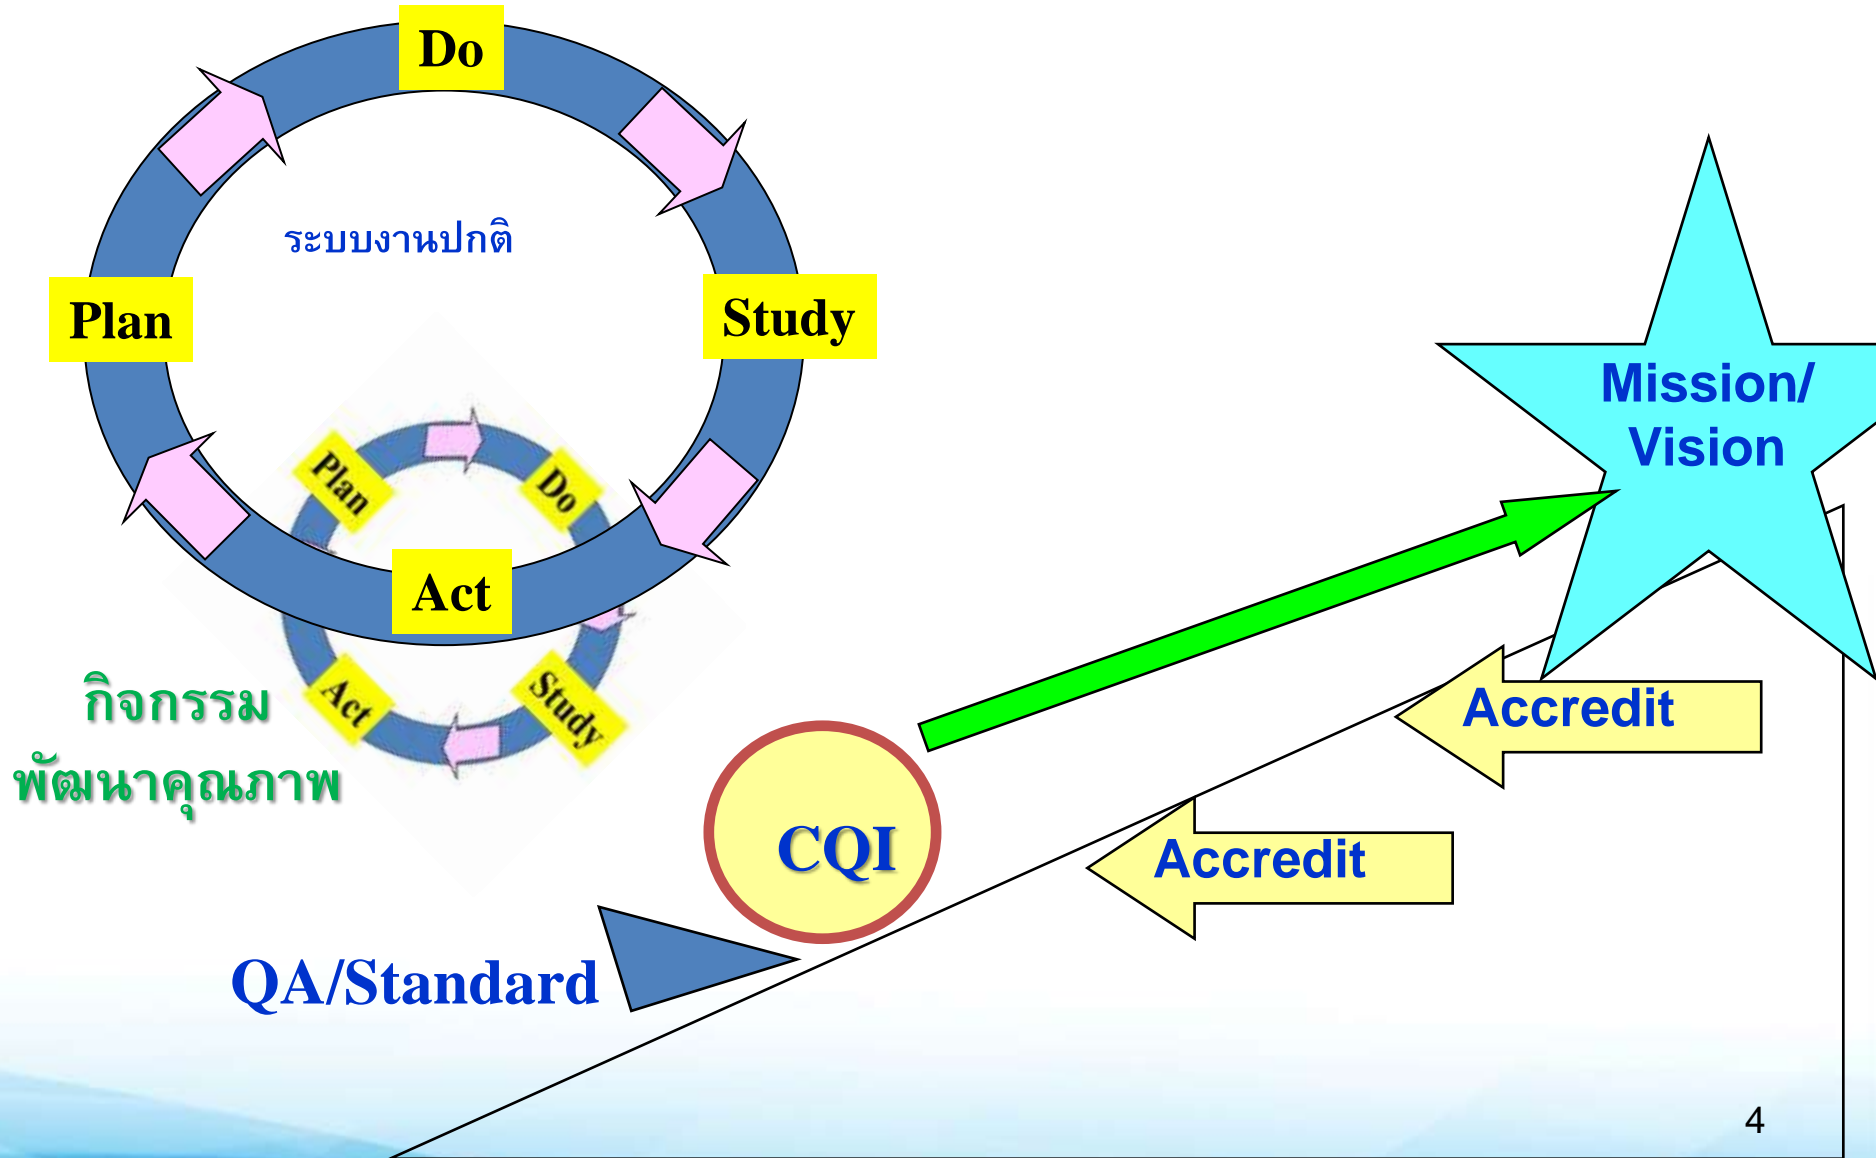 Do
ระบบงานปกติ
Plan
Study
Plan
Do
Act
Act
Study
กิจกรรม
พัฒนาคุณภาพ
CQI
QA/Standard
Mission/
Vision
Accredit
Accredit
4